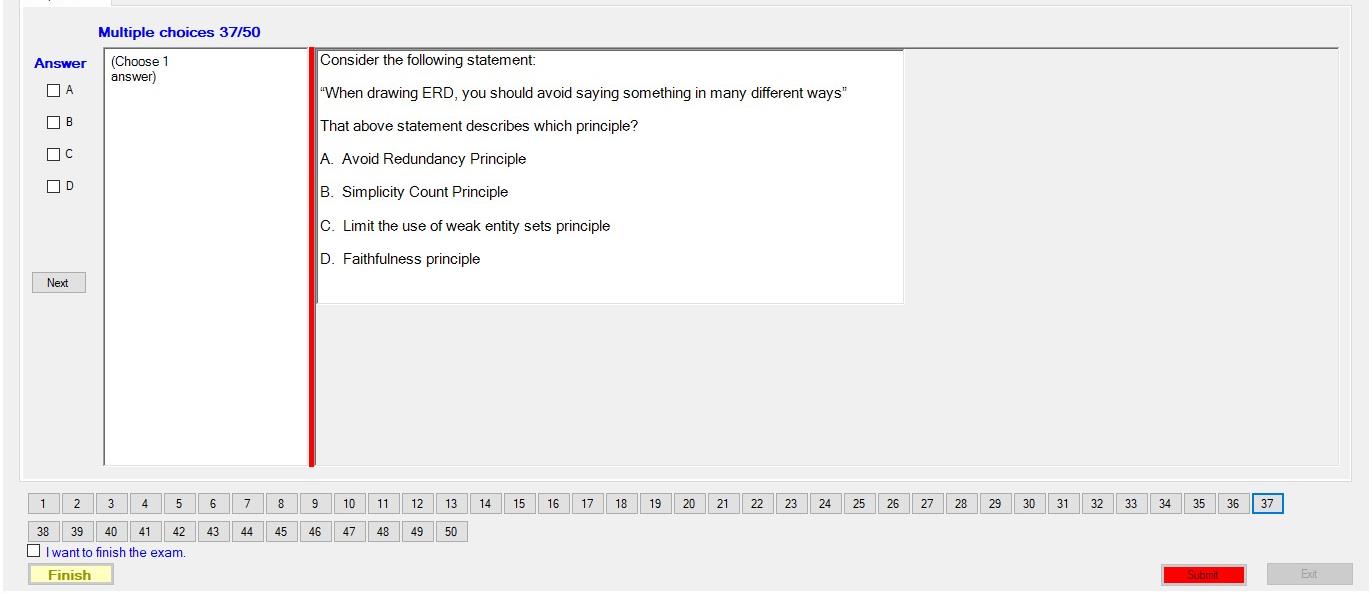 Multiple choices 37/50
Answer
(Choose 1
answer)
A
B
C
D
Next
Consider the following statement:
“When drawing ERD, you should avoid saying something in many different ways”
That above statement describes which principle?
A. Avoid Redundancy Principle
B. Simplicity Count Principle
C. Limit the use of weak entity sets principle
D. Faithfulness principle
1 2 3 4 5 6 7 8 9 10 11 12 13 14 15 16 17 18 19 20 21 22 23 24 25 26 27 28 29 30 31 32 33 34 35 36 37
38 39 40 41 42 43 44 45 46 47 48 49 50
I want to finish the exam.
Finish
Submit
Exit